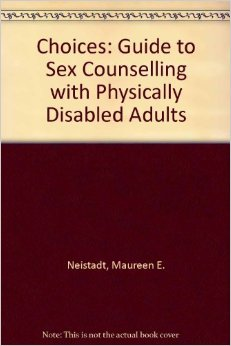 Choices: Guide to
Sex Counselling
with Physically
Disabled Adults
Neistadt, Maureen E.
Note: This is not the actual book cover